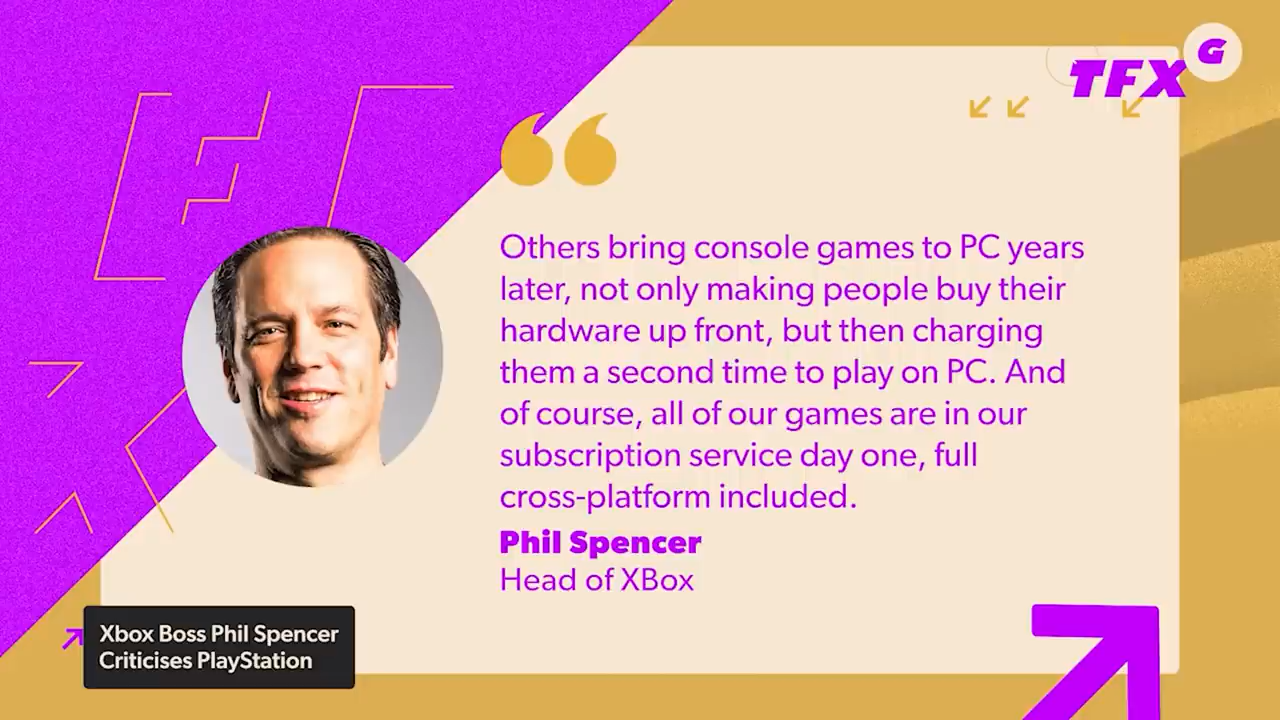 TFX G
Others bring console games to PC years
later, not only making people buy their
hardware up front, but then charging
them a second time to play on PC. And
of course, all of our games are in our
subscription service day one, full
cross-platform included.
Phil Spencer
Head of XBox
Xbox Boss Phil Spencer
Criticises PlayStation